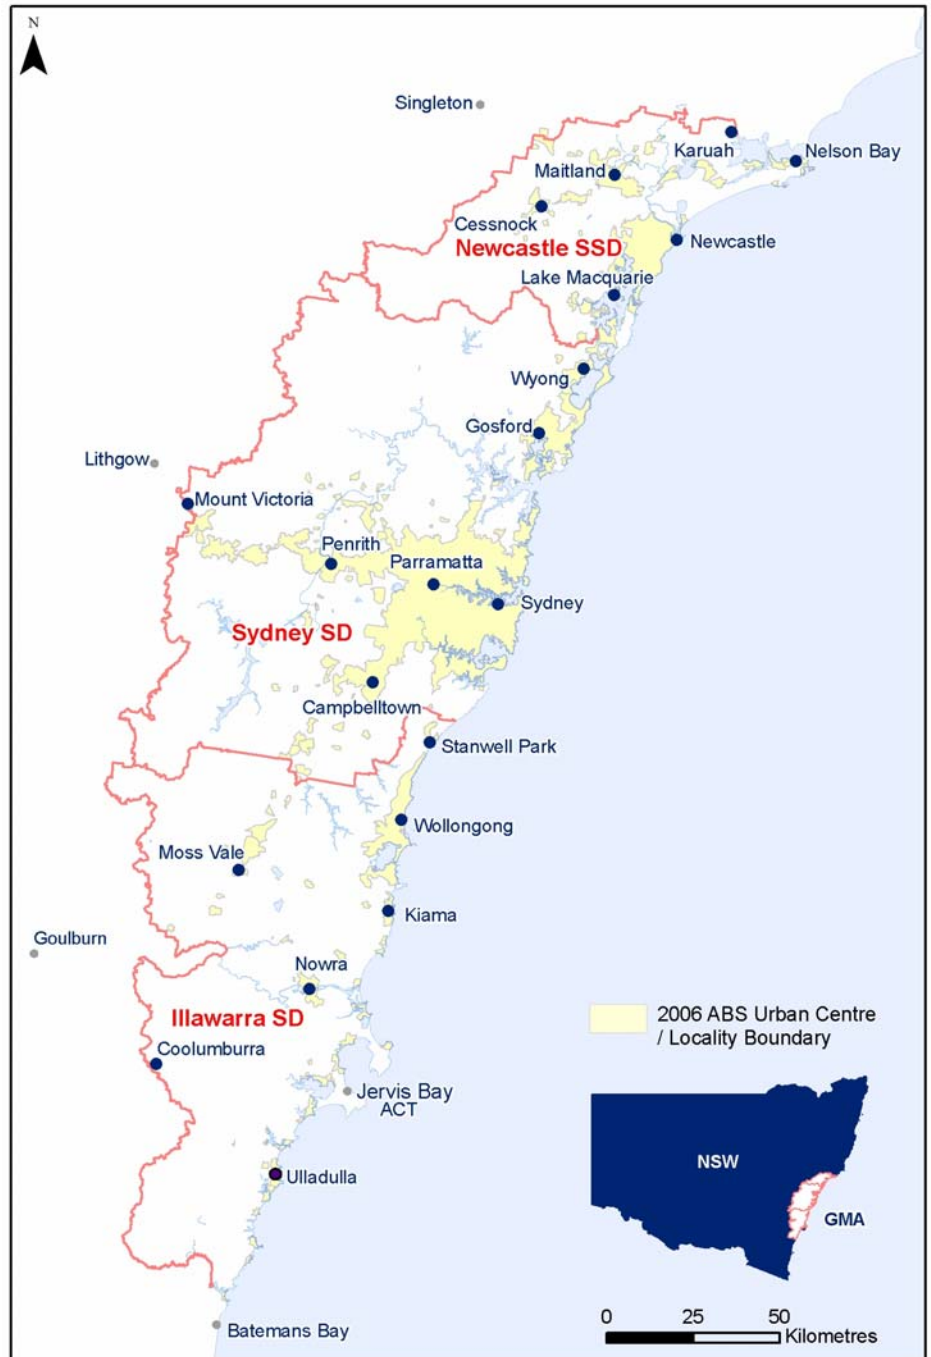 N
Singleton
Karuah
Nelson Bay
Maitland
Cessnock
Newcastle SSD
Newcastle
Lake Macquarie
Wyong
Gosford
Lithgow
Mount Victoria
Penrith
Parramatta
Sydney
Sydney SD
Campbelltown
Stanwell Park
Wollongong
Moss Vale
Kiama
Goulburn
Nowra
Illawarra SD
Coolumburra
Jervis Bay
ACT
Ulladulla
Batemans Bay
2006 ABS Urban Centre
/ Locality Boundary
NSW
GMA
0 25 50
Kilometres